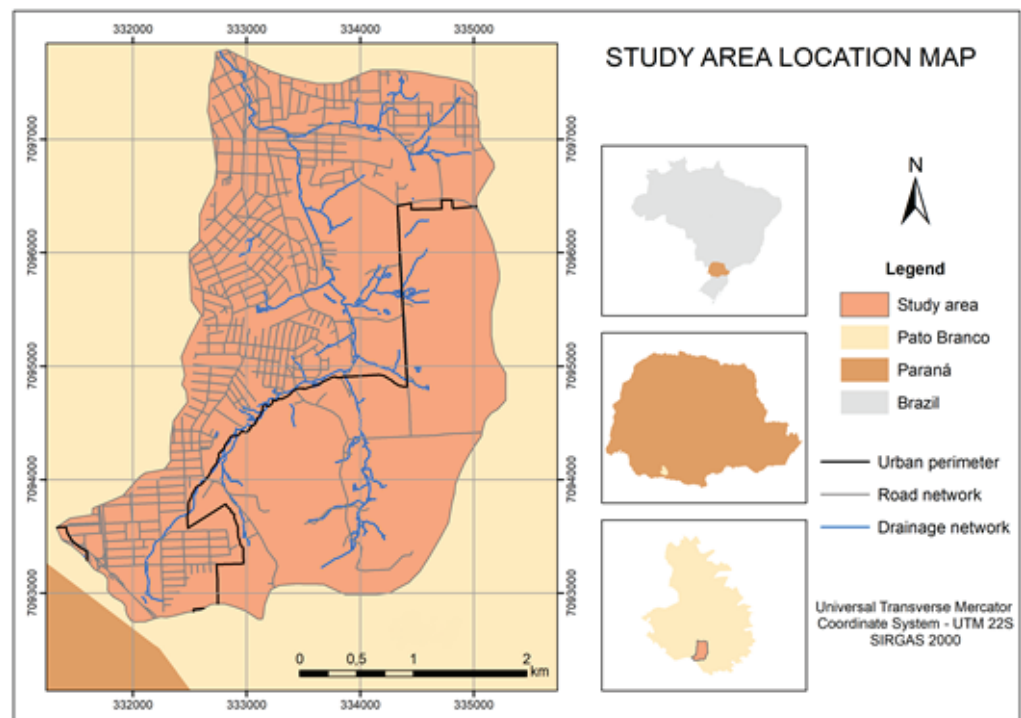 STUDY AREA LOCATION MAP
332000 333000 334000 335000
7097000 7097000
7096000 7096000
7095000 7095000
7094000 7094000
7093000 7093000
0 0,5 1 2
km
332000 333000 334000 335000
N
Legend
Study area
Pato Branco
Paraná
Brazil
Urban perimeter
Road network
Drainage network
Universal Transverse Mercator
Coordinate System - UTM 22S
SIRGAS 2000